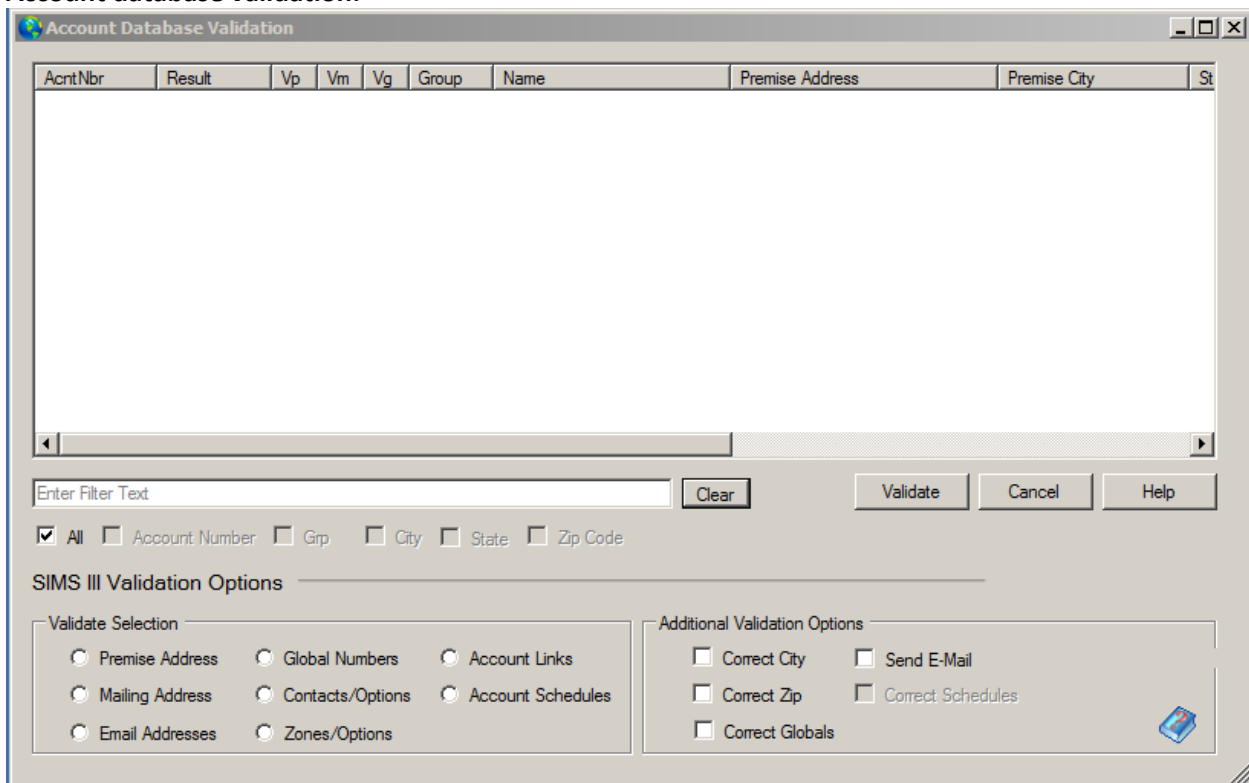 Account Database Validation
AcntNbr Result Vp Vm Vg Group Name Premise Address Premise City St
Enter Filter Text Clear Validate Cancel Help
All Account Number Grp City State Zip Code
SIMS III Validation Options
Validate Selection Additional Validation Options
Premise Address Global Numbers Account Links Correct City Send E-Mail
Mailing Address Contacts/Options Account Schedules Correct Zip Correct Schedules
Email Addresses Zones/Options Correct Globals